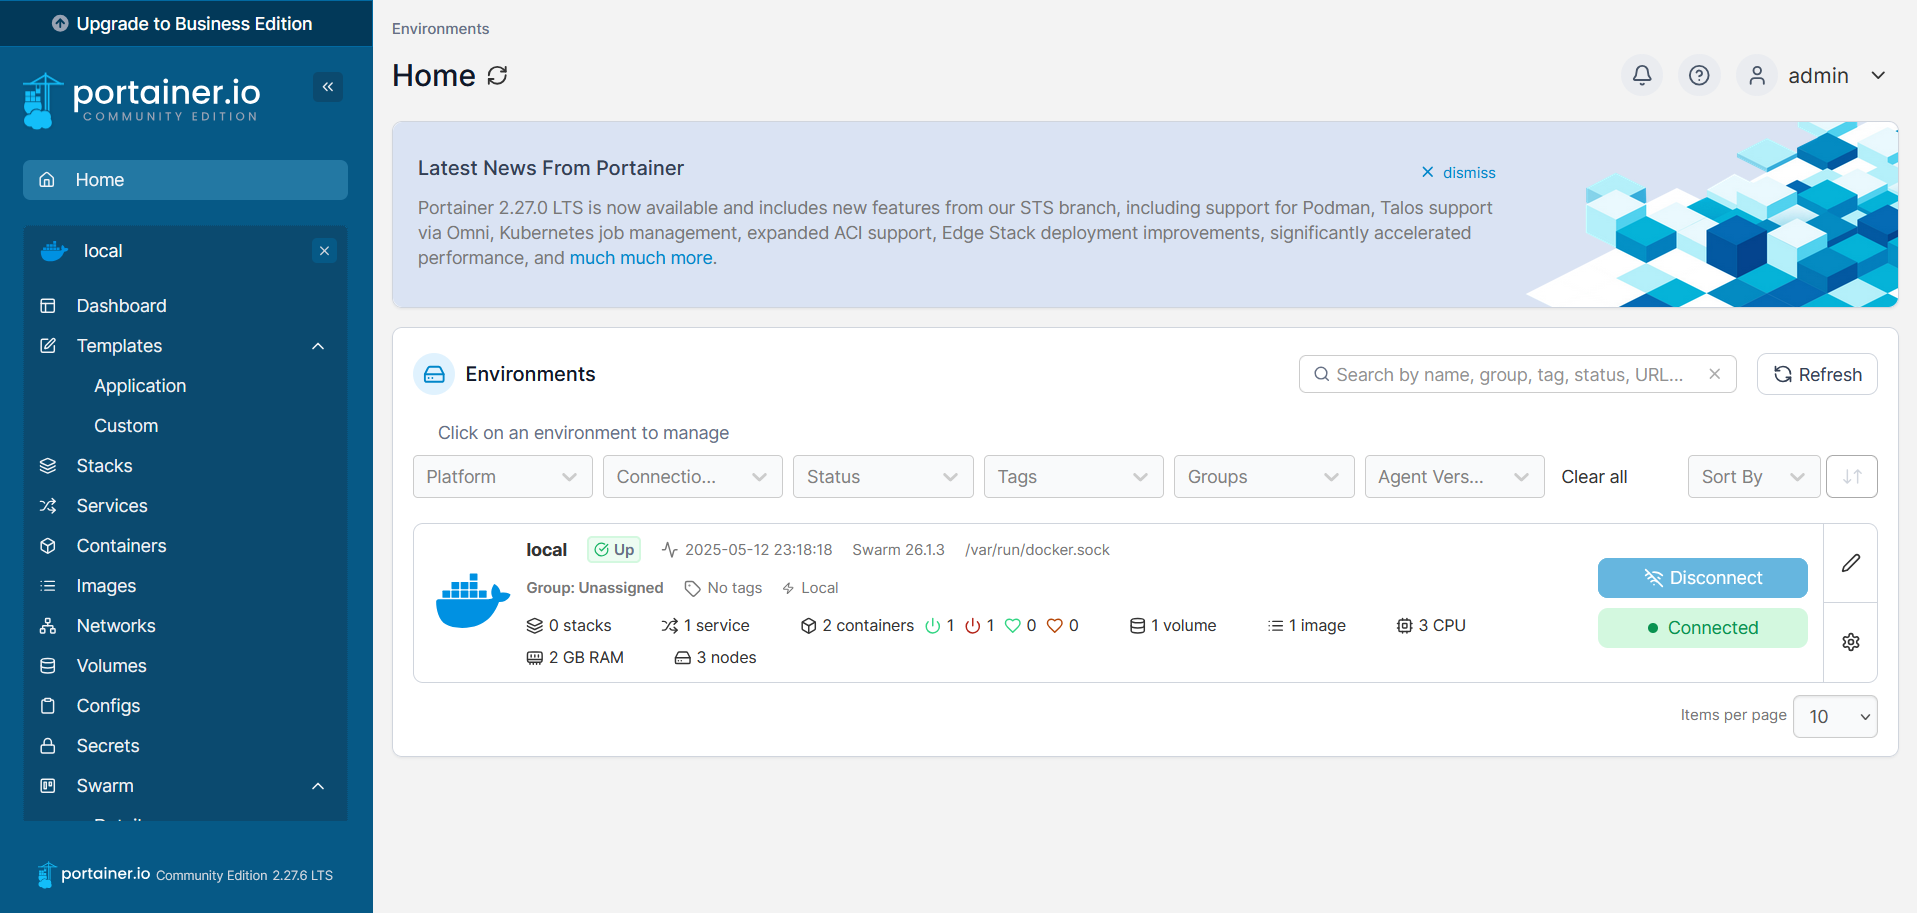 Upgrade to Business Edition
portainer.io
COMMUNITY EDITION
Home
local
Dashboard
Templates
Application
Custom
Stacks
Services
Containers
Images
Networks
Volumes
Configs
Secrets
Swarm
portainer.io Community Edition 2.27.6 LTS
Environments
Home
admin
Latest News From Portainer
dismiss
Portainer 2.27.0 LTS is now available and includes new features from our STS branch, including support for Podman, Talos support
via Omni, Kubernetes job management, expanded ACI support, Edge Stack deployment improvements, significantly accelerated
performance, and much much more.
Environments
Search by name, group, tag, status, URL...
Refresh
Click on an environment to manage
Platform
Connectio...
Status
Tags
Groups
Agent Vers...
Clear all
Sort By
local Up 2025-05-12 23:18:18 Swarm 26.1.3 /var/run/docker.sock
Group: Unassigned No tags Local
0 stacks 1 service 2 containers 1 1 0 0 1 volume 1 image 3 CPU
2 GB RAM 3 nodes
Disconnect
Connected
Items per page 10